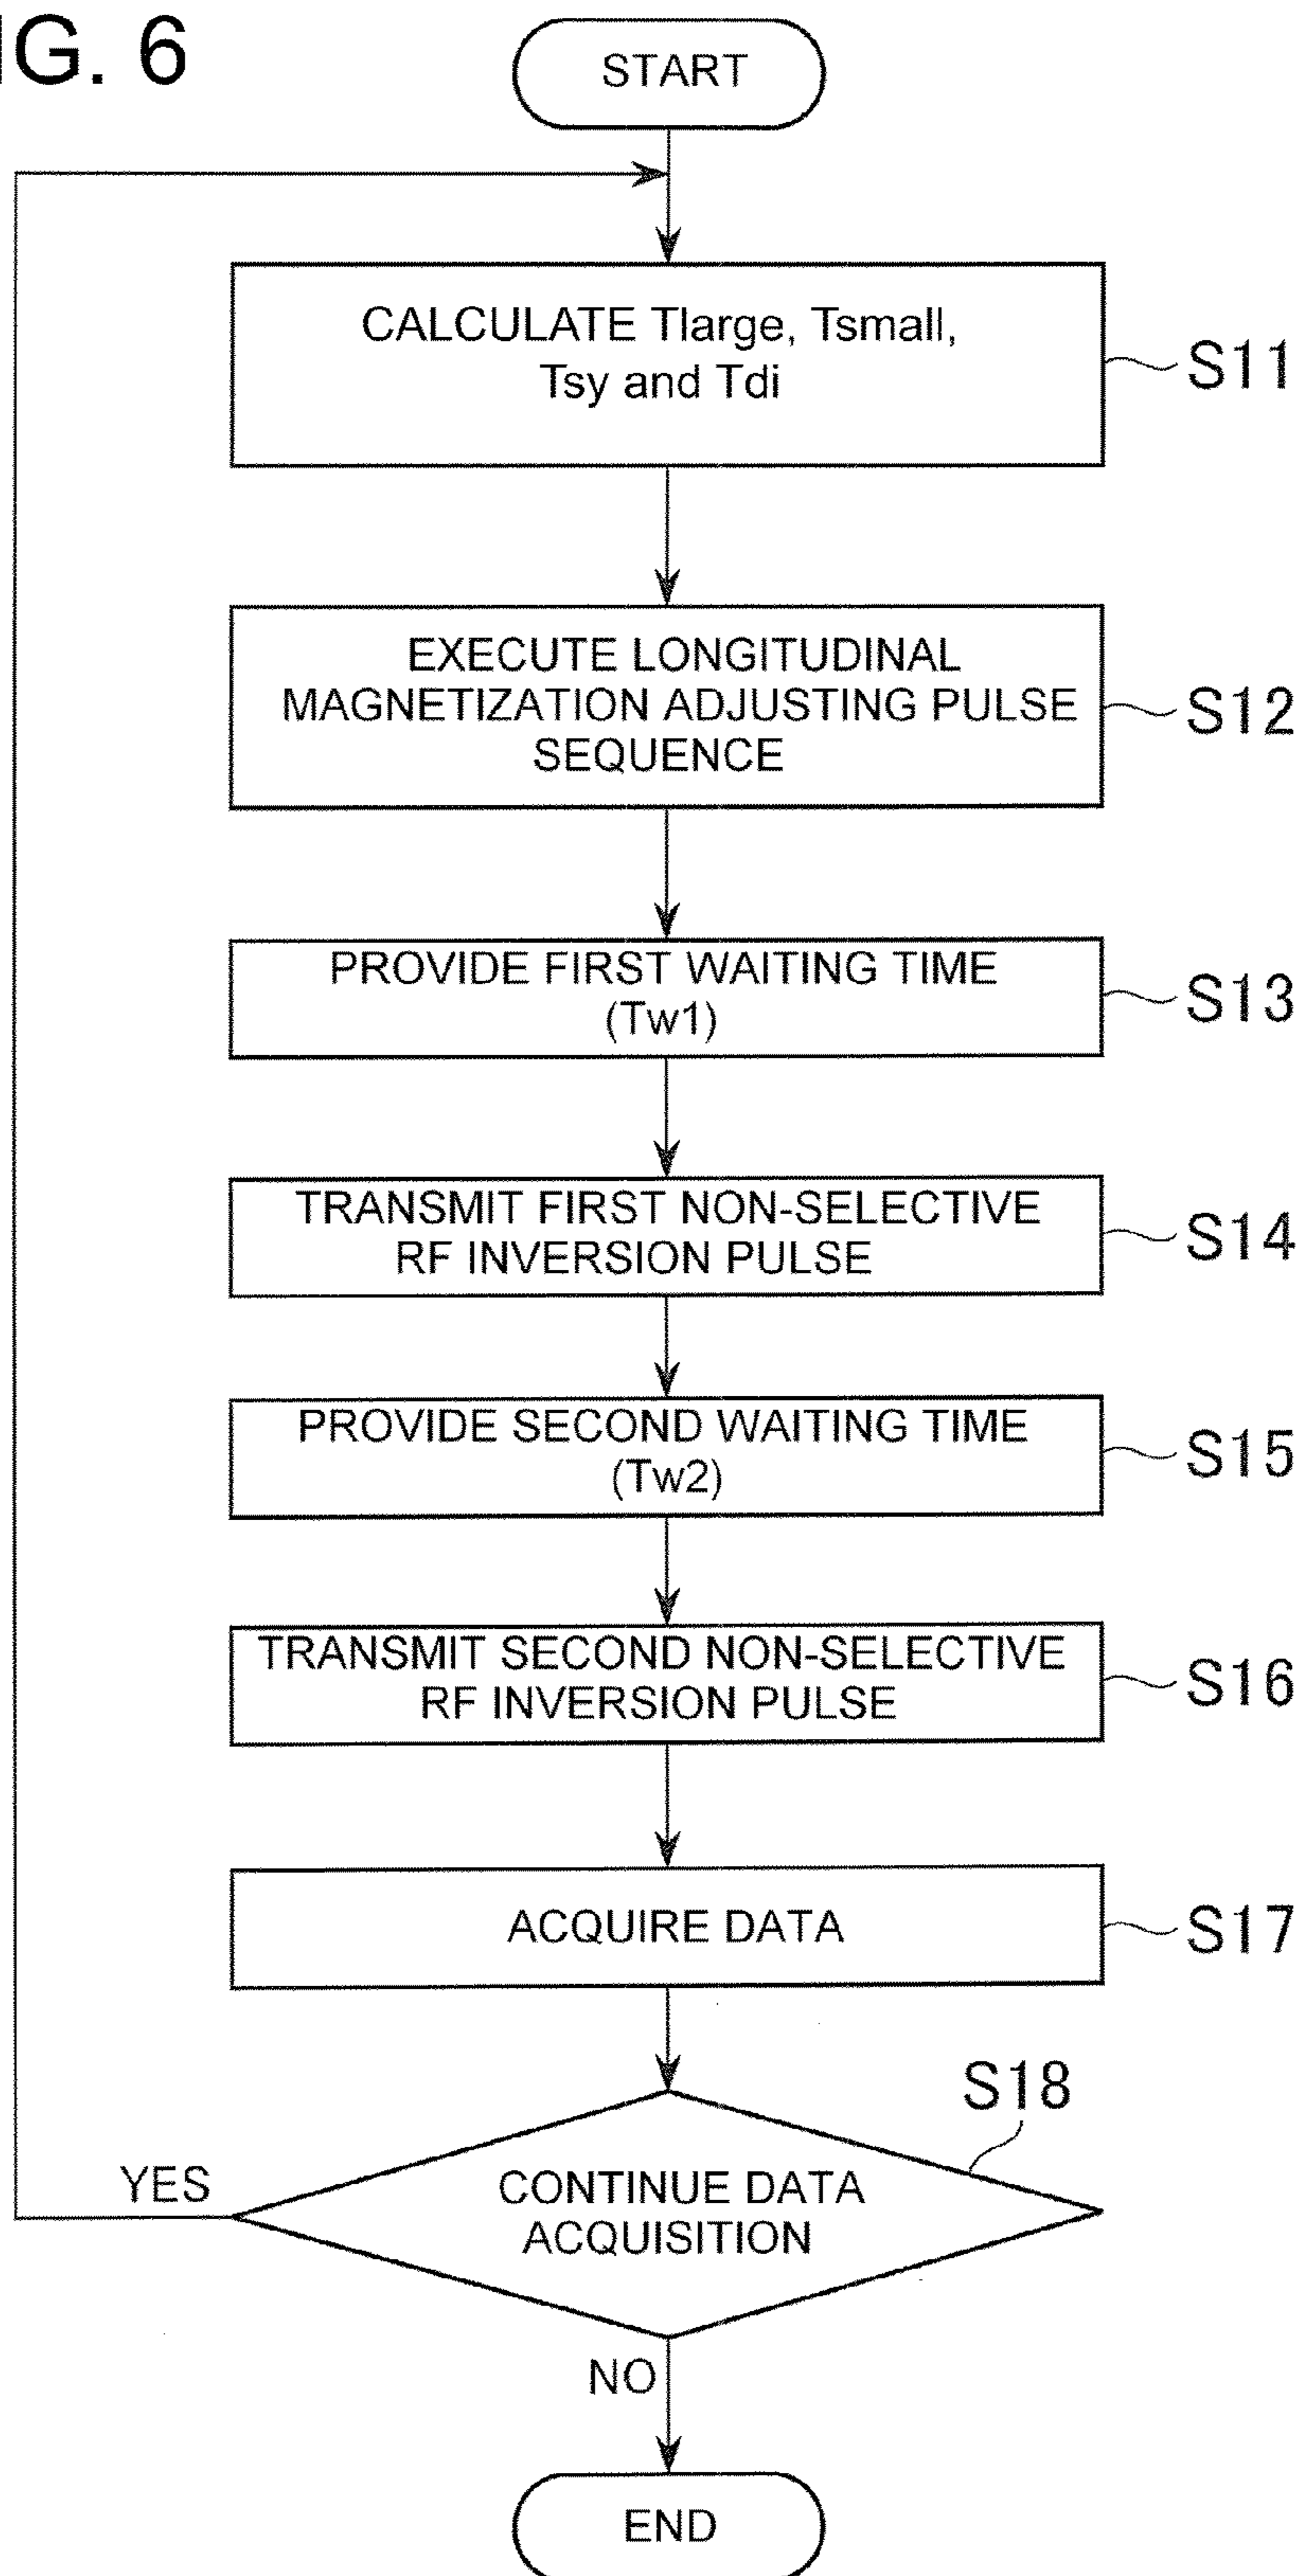 IG. 6
START
CALCULATE Tlarge, Tsmall,
Tsy and Tdi
S11
EXECUTE LONGITUDINAL
MAGNETIZATION ADJUSTING PULSE
SEQUENCE
S12
PROVIDE FIRST WAITING TIME
(Tw1)
S13
TRANSMIT FIRST NON-SELECTIVE
RF INVERSION PULSE
S14
PROVIDE SECOND WAITING TIME
(Tw2)
S15
TRANSMIT SECOND NON-SELECTIVE
RF INVERSION PULSE
S16
ACQUIRE DATA
S17
S18
YES
CONTINUE DATA
ACQUISITION
NO
END